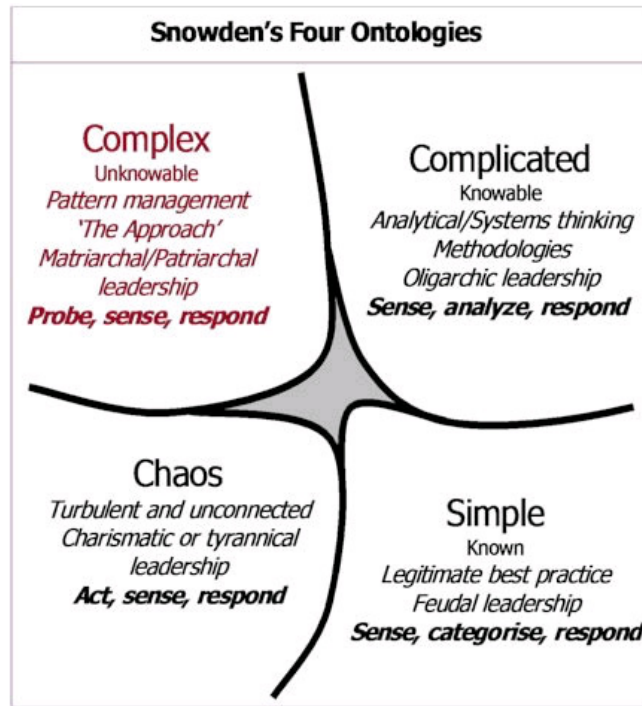 Snowden's Four Ontologies
Complex
Unknowable
Pattern management
'The Approach'
Matriarchal/Patriarchal
leadership
Probe, sense, respond
Complicated
Knowable
Analytical/Systems thinking
Methodologies
Oligarchic leadership
Sense, analyze, respond
Chaos
Turbulent and unconnected
Charismatic or tyrannical
leadership
Act, sense, respond
Simple
Known
Legitimate best practice
Feudal leadership
Sense, categorise, respond